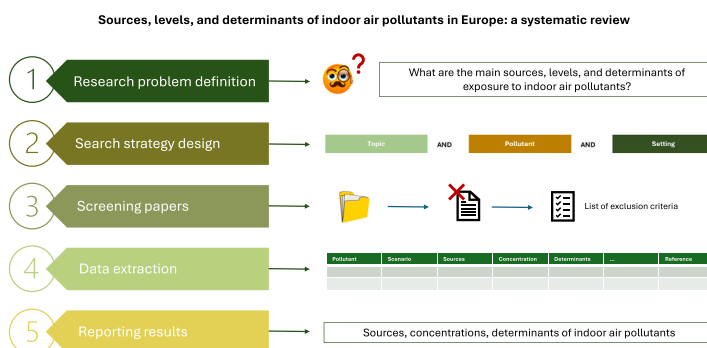 Sources, levels, and determinants of indoor air pollutants in Europe: a systematic review
1
Research problem definition
?
What are the main sources, levels, and determinants of
exposure to indoor air pollutants?
2
Search strategy design
Topic AND Pollutant AND Setting
3
Screening papers
List of exclusion criteria
4
Data extraction
Pollutant Scenario Sources Concentration Determinants ... Reference
5
Reporting results
Sources, concentrations, determinants of indoor air pollutants